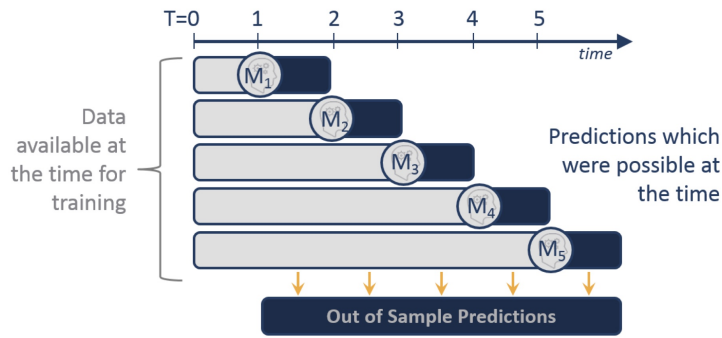 T=0 1 2 3 4 5
time
M1
M2
M3
M4
M5
Data
available at
the time for
training
Predictions which
were possible at
the time
Out of Sample Predictions